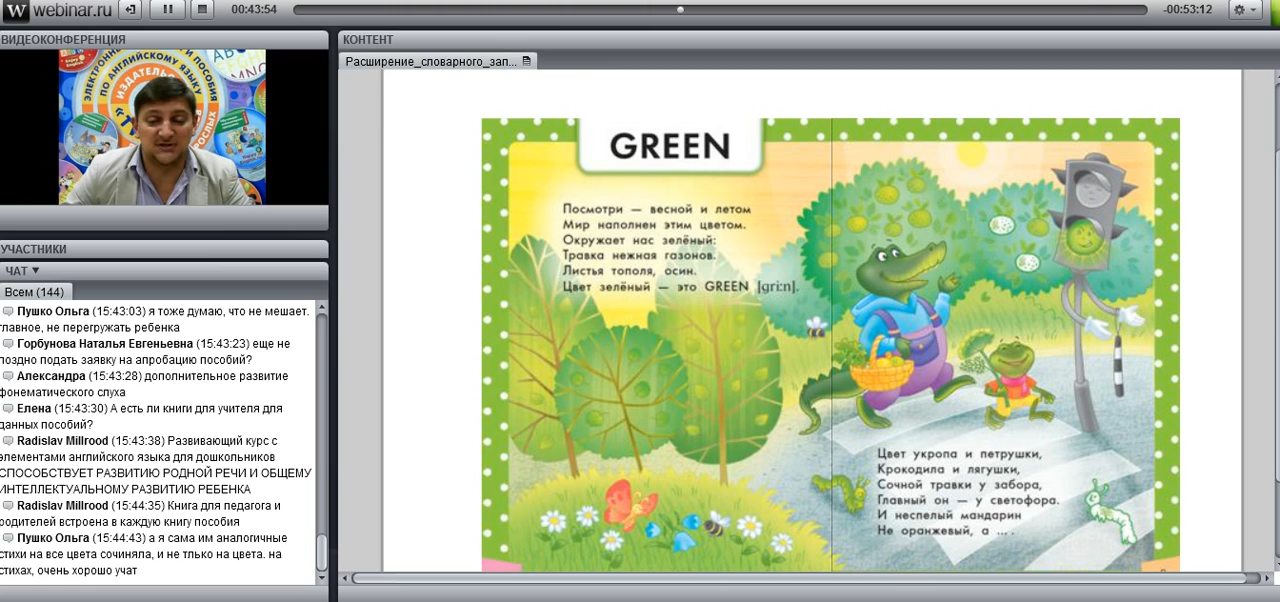 W webinar.ru
00:43:54
-00:53:12
ВИДЕОКОНФЕРЕНЦИЯ
ЭЛЕКТРОННЫЕ
И ПОСОБИЯ
ПО АНГЛИЙСКОМУ ЯЗЫКУ
ИЗДАТЕЛЬ
РОСЛЫХ
УЧАСТНИКИ
ЧАТ ▼
Всем (144)
Пушко Ольга (15:43:03) я тоже думаю, что не мешает.
главное, не перегружать ребенка
Горбунова Наталья Евгеньевна (15:43:23) еще не
поздно подать заявку на апробацию пособий?
Александра (15:43:28) дополнительное развитие
фонематического слуха
Елена (15:43:30) А есть ли книги для учителя для
данных пособий?
Radislav Millrood (15:43:38) Развивающий курс с
элементами английского языка для дошкольников
СПОСОБСТВУЕТ РАЗВИТИЮ РОДНОЙ РЕЧИ И ОБЩЕМУ
ИНТЕЛЛЕКТУАЛЬНОМУ РАЗВИТИЮ РЕБЕНКА
Radislav Millrood (15:44:35) Книга для педагога и
родителей встроена в каждую книгу пособия
Пушко Ольга (15:44:43) а я сама им аналогичные
стихи на все цвета сочиняла, и не тлько на цвета. на
стихах, очень хорошо учат
КОНТЕНТ
Расширение_словарного_зап...
GREEN
Посмотри — весной и летом
Мир наполнен этим цветом.
Окружает нас зелёный:
Травка нежная газонов.
Листья тополя, осин.
Цвет зелёный — это GREEN [gri:n].
Цвет укропа и петрушки,
Крокодила и лягушки,
Сочной травки у забора,
Главный он — у светофора.
И неспелый мандарин
Не оранжевый, а ... .